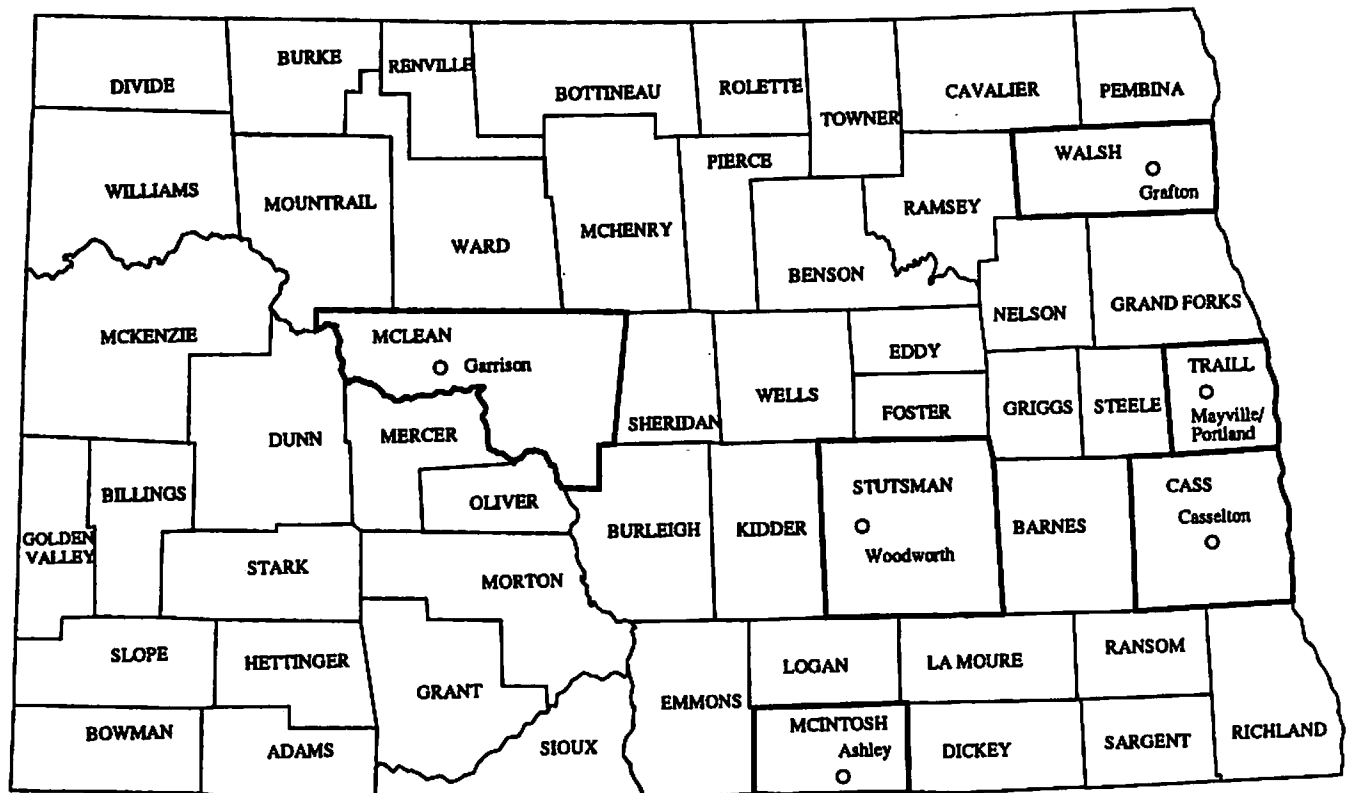 DIVIDE
BURKE
RENVILLE
BOTTINEAU
ROLETTE
TOWNER
CAVALIER
PEMBINA
WALSH
Grafton
PIERCE
WILLIAMS
MOUNTRAIL
WARD
MCHENRY
RAMSEY
BENSON
NELSON
GRAND FORKS
MCKENZIE
MCLEAN
Garrison
EDDY
TRAILL
Mayville/
Portland
SHERIDAN
WELLS
FOSTER
GRIGGS
STEELE
DUNN
MERCER
OLIVER
BILLINGS
GOLDEN
VALLEY
STARK
MORTON
BURLEIGH
KIDDER
STUTSMAN
Woodworth
BARNES
CASS
Casselton
SLOPE
HETTINGER
GRANT
EMMONS
LOGAN
LA MOURE
RANSOM
BOWMAN
ADAMS
SIOUX
MCINTOSH
Ashley
DICKEY
SARGENT
RICHLAND